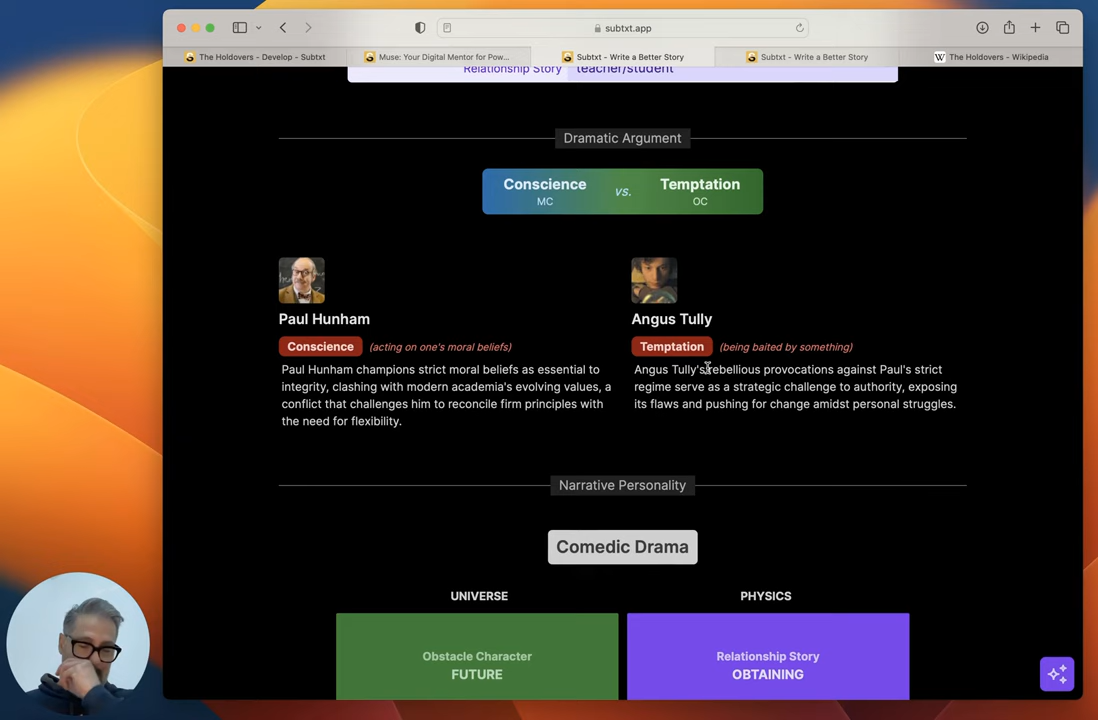 subtxt.app
The Holdovers - Develop - Subtxt
Muse: Your Digital Mentor for Pow...
Subtxt - Write a Better Story
Subtxt - Write a Better Story
W The Holdovers - Wikipedia
Relationship Story teacher/student
Dramatic Argument
Conscience vs. Temptation
MC OC
Paul Hunham
Conscience (acting on one's moral beliefs)
Paul Hunham champions strict moral beliefs as essential to
integrity, clashing with modern academia's evolving values, a
conflict that challenges him to reconcile firm principles with
the need for flexibility.
Angus Tully
Temptation (being baited by something)
Angus Tully's rebellious provocations against Paul's strict
regime serve as a strategic challenge to authority, exposing
its flaws and pushing for change amidst personal struggles.
Narrative Personality
Comedic Drama
UNIVERSE
Obstacle Character
FUTURE
PHYSICS
Relationship Story
OBTAINING